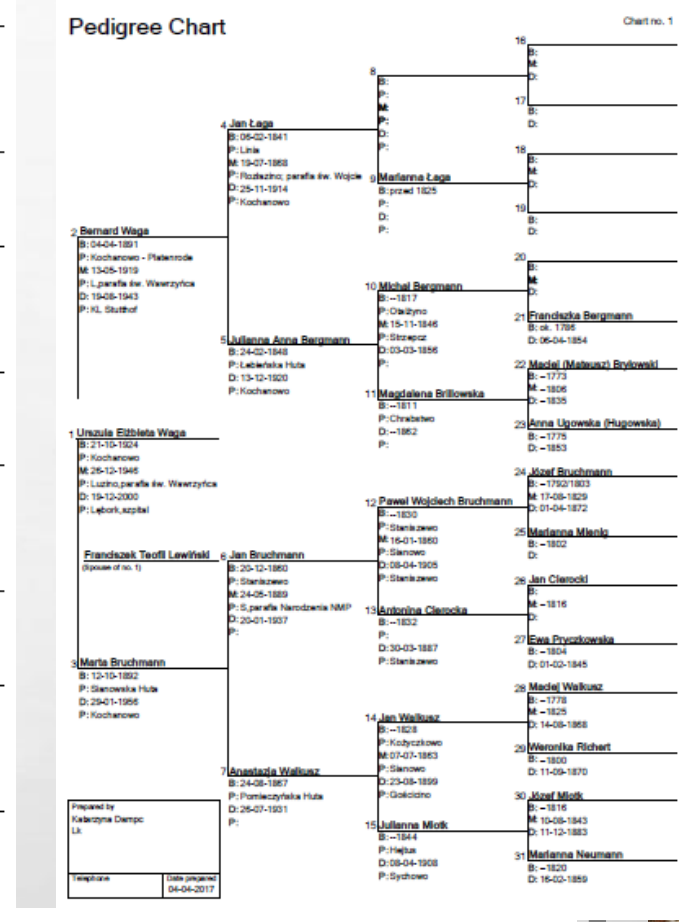 Pedigree Chart
Chart no. 1
1 Urszula Elżbieta Waga
B: 21-10-1924
P: Kochanowo
M: 26-12-1946
P: Luzino,parafia św. Wawrzyńca
D: 19-12-2000
P: Lębork,szpital
Franciszek Teofil Lewiński
(Spouse of no. 1)
2 Bernard Waga
B: 04-04-1891
P: Kochanowo - Platenrode
M: 13-05-1919
P: L,parafia św. Wawrzyńca
D: 19-08-1943
P: KL Stutthof
3 Marta Bruchmann
B: 12-10-1892
P: Sianowska Huta
D: 29-01-1956
P: Kochanowo
4 Jan Łaga
B: 06-02-1841
P: Linia
M: 19-07-1868
P: Rozłazino; parafia św. Wojcie
D: 25-11-1914
P: Kochanowo
5 Julianna Anna Bergmann
B: 24-02-1848
P: Lebieńska Huta
D: 13-12-1920
P: Kochanowo
6 Jan Bruchmann
B: 20-12-1860
P: Staniszewo
M: 24-05-1889
P: S,parafia Narodzenia NMP
D: 20-01-1937
P:
7 Anastazja Walkusz
B: 24-08-1867
P: Pomieczyńska Huta
D: 26-07-1931
P:
8
B:
P:
M:
P:
D:
P:
9 Marianna Łaga
B: przed 1825
P:
D:
P:
10 Michał Bergmann
B: --1817
P:
M: 15-11-1846
P: Strzepcz
D: 03-03-1856
P:
11 Magdalena Brillowska
B: --1811
P: Chrabstwo
D: --1862
P:
12 Paweł Wojciech Bruchmann
B: --1830
P: Staniszewo
M: 16-01-1860
P: Sianowo
D: 08-04-1905
P: Staniszewo
13 Antonina Cierocka
B: --1832
P:
D: 30-03-1887
P: Staniszewo
14 Jan Walkusz
B: --1828
P: Kożyczkowo
M: 07-07-1863
P: Sianowo
D: 23-08-1899
P: Gościcino
15 Julianna Miotk
B: --1844
P: Hejtus
D: 08-04-1908
P: Sychowo
16
B:
M:
D:
17
B:
D:
18
B:
M:
D:
19
B:
D:
20
B:
M:
D:
21 Franciszka Bergmann
B: ok. 1786
D: 06-04-1854
22 Maciej (Mateusz) Bryłowski
B: --1773
M: --1806
D: --1835
23 Anna Ugowska (Hugowska)
B: --1775
D: --1853
24 Józef Bruchmann
B: --1792/1803
M: 17-08-1829
D: 01-04-1872
25 Marianna Mienig
B: --1802
D:
26 Jan Cierocki
B:
M: --1816
D:
27 Ewa Pryczkowska
B: --1804
D: 01-02-1845
28 Maciej Walkusz
B: --1778
M: --1825
D: 14-08-1868
29 Weronika Richert
B: --1800
D: 11-09-1870
30 Józef Miotk
B: --1816
M: 10-08-1843
D: 11-12-1883
31 Marianna Neumann
B: --1820
D: 16-02-1859
Prepared by
Katarzyna Dampc
Lk
Telephone
Date prepared
04-04-2017